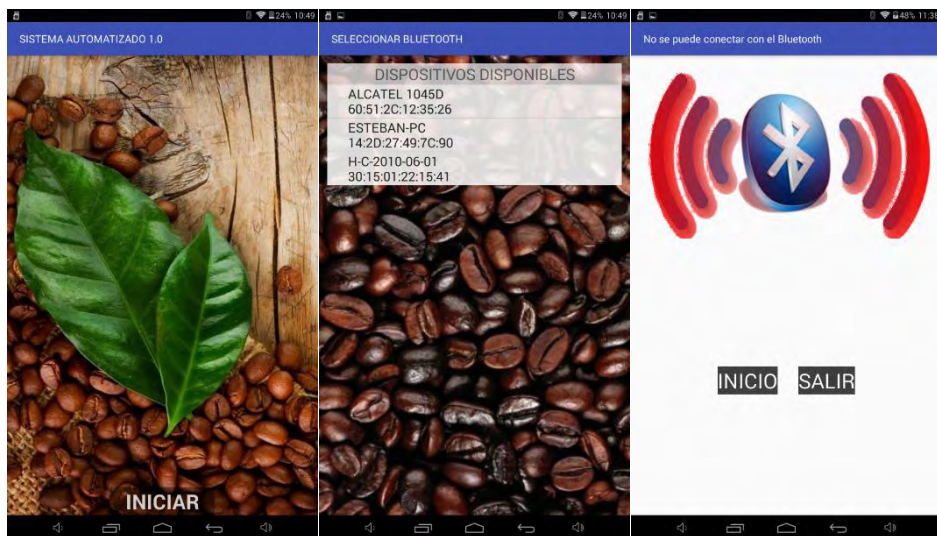 24% 10:49
SISTEMA AUTOMATIZADO 1.0
INICIAR
24% 10:49
SELECCIONAR BLUETOOTH
DISPOSITIVOS DISPONIBLES
ALCATEL 1045D
60:51:2C:12:35:26
ESTEBAN-PC
14:2D:27:49:7C:90
H-C-2010-06-01
30:15:01:22:15:41
48% 11:38
No se puede conectar con el Bluetooth
INICIO SALIR